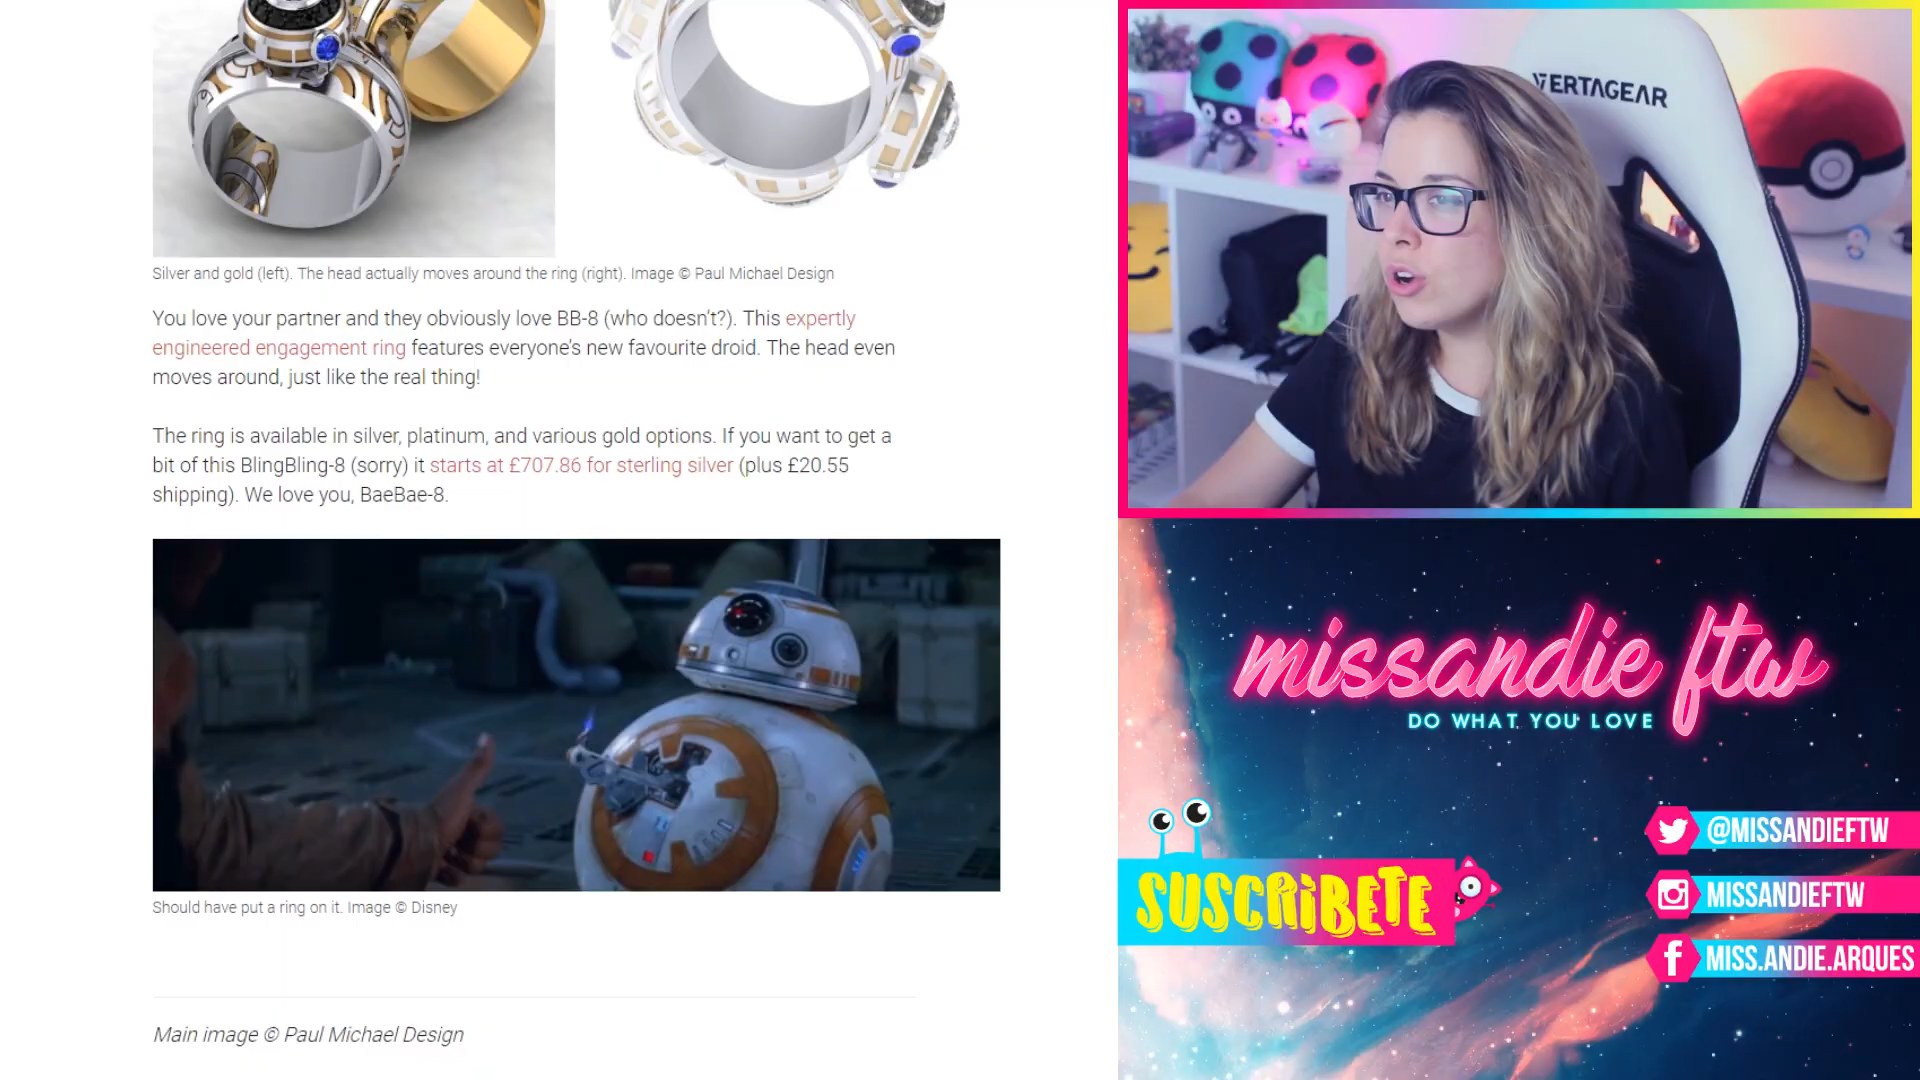 Silver and gold (left). The head actually moves around the ring (right). Image © Paul Michael Design
You love your partner and they obviously love BB-8 (who doesn't?). This expertly
engineered engagement ring features everyone's new favourite droid. The head even
moves around, just like the real thing!
The ring is available in silver, platinum, and various gold options. If you want to get a
bit of this BlingBling-8 (sorry) it starts at £707.86 for sterling silver (plus £20.55
shipping). We love you, BaeBae-8.
Should have put a ring on it. Image © Disney
Main image © Paul Michael Design
VERTAGEAR
missandie ftw
DO WHAT YOU LOVE
SUSCRiBETE
@MISSANDIEFTW
MISSANDIEFTW
MISS.ANDIE.ARQUES